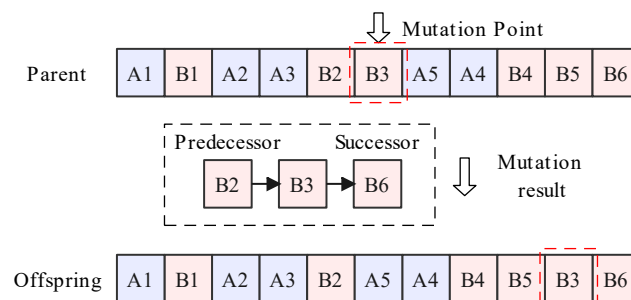 Mutation Point
Parent A1 B1 A2 A3 B2 B3 A5 A4 B4 B5 B6
Predecessor Successor
B2 B3 B6
Mutation
result
Offspring A1 B1 A2 A3 B2 A5 A4 B4 B5 B3 B6